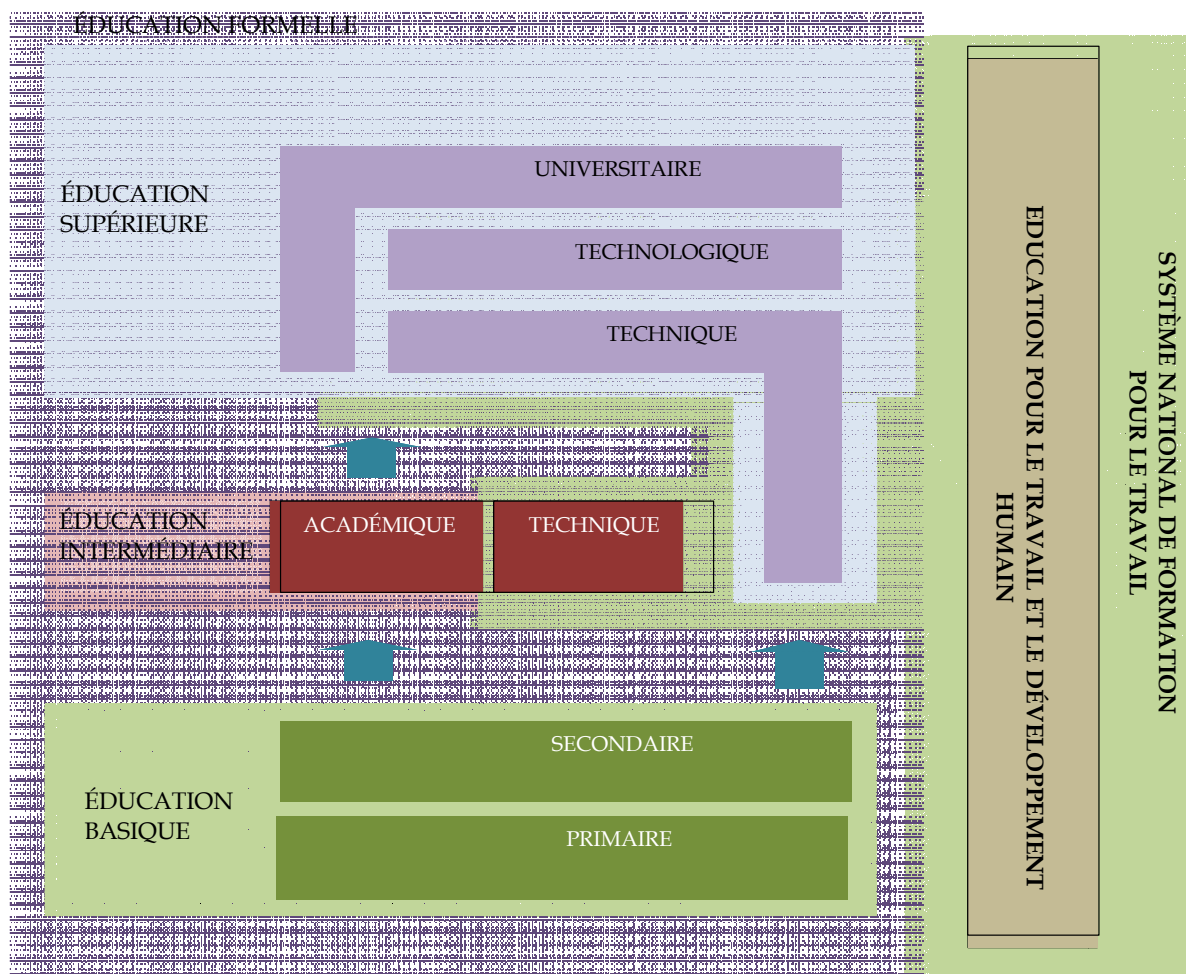 ÉDUCATION FORMELLE
UNIVERSITAIRE
ÉDUCATION
SUPÉRIEURE
TECHNOLOGIQUE
TECHNIQUE
ÉDUCATION
INTERMÉDIAIRE
ACADÉMIQUE
TECHNIQUE
SECONDAIRE
ÉDUCATION
BASIQUE
PRIMAIRE
EDUCATION POUR LE TRAVAIL ET LE DÉVELOPPEMENT
HUMAIN
SYSTÈME NATIONAL DE FORMATION
POUR LE TRAVAIL